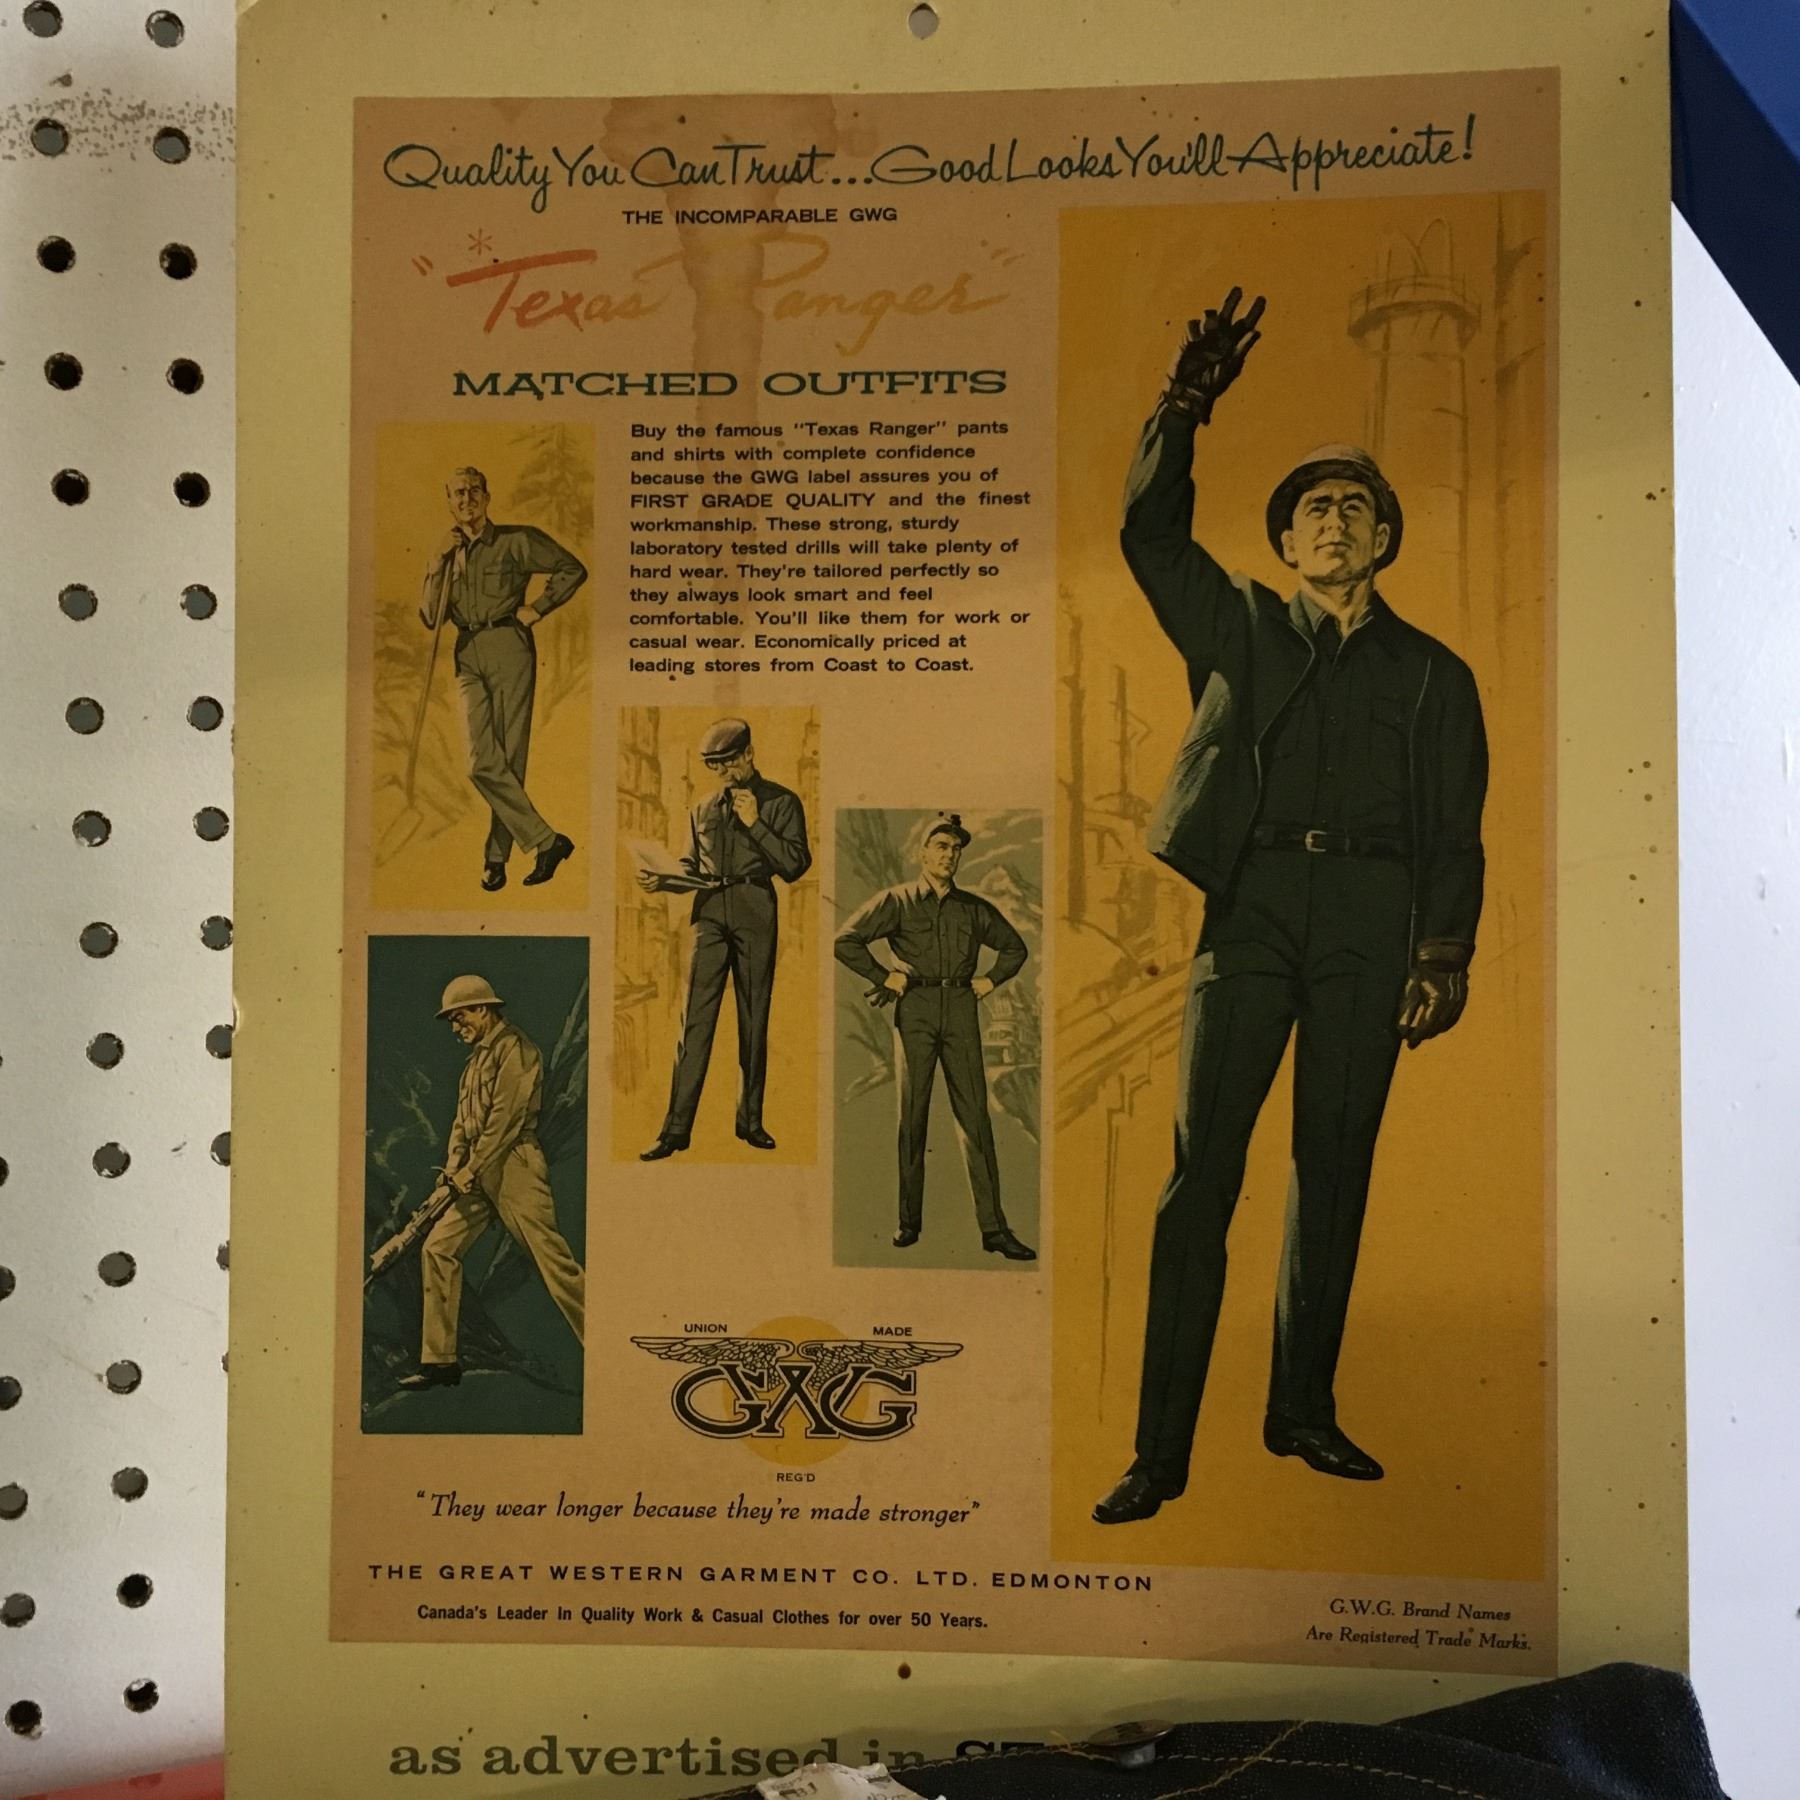 Quality You Can Trust... Good Looks You'll Appreciate!
THE INCOMPARABLE GWG
"Texas Ranger"
*
MATCHED OUTFITS
Buy the famous "Texas Ranger" pants
and shirts with complete confidence
because the GWG label assures you of
FIRST GRADE QUALITY and the finest
workmanship. These strong, sturdy
laboratory tested drills will take plenty of
hard wear. They're tailored perfectly so
they always look smart and feel
comfortable. You'll like them for work or
casual wear. Economically priced at
leading stores from Coast to Coast.
UNION MADE
GWG
REG'D
"They wear longer because they're made stronger"
THE GREAT WESTERN GARMENT CO. LTD. EDMONTON
Canada's Leader In Quality Work & Casual Clothes for over 50 Years.
G.W.G. Brand Names
Are Registered Trade Marks.
as advertised in